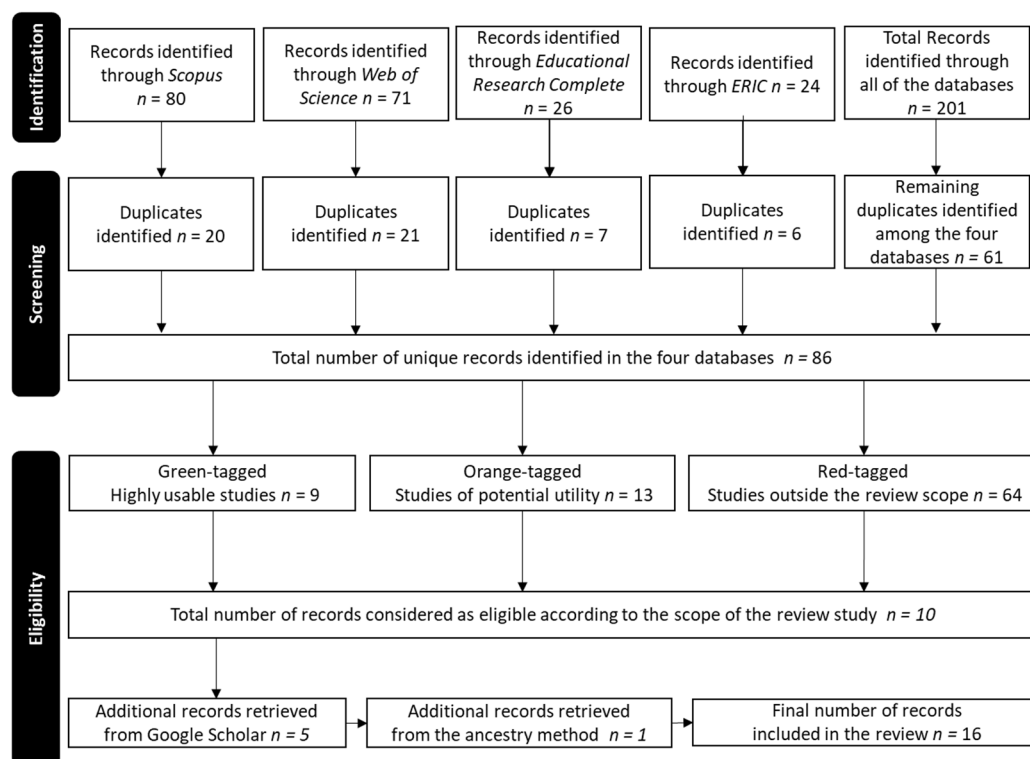 Identification
Records identified
through Scopus
n = 80
Records identified
through Web of
Science n = 71
Records identified
through Educational
Research Complete
n = 26
Records identified
through ERIC n = 24
Total Records
identified through
all of the databases
n = 201
Screening
Duplicates
identified n = 20
Duplicates
identified n = 21
Duplicates
identified n = 7
Duplicates
identified n = 6
Remaining
duplicates identified
among the four
databases n = 61
Total number of unique records identified in the four databases n = 86
Eligibility
Green-tagged
Highly usable studies n = 9
Orange-tagged
Studies of potential utility n = 13
Red-tagged
Studies outside the review scope n = 64
Total number of records considered as eligible according to the scope of the review study n = 10
Additional records retrieved
from Google Scholar n = 5
Additional records retrieved
from the ancestry method n = 1
Final number of records
included in the review n = 16